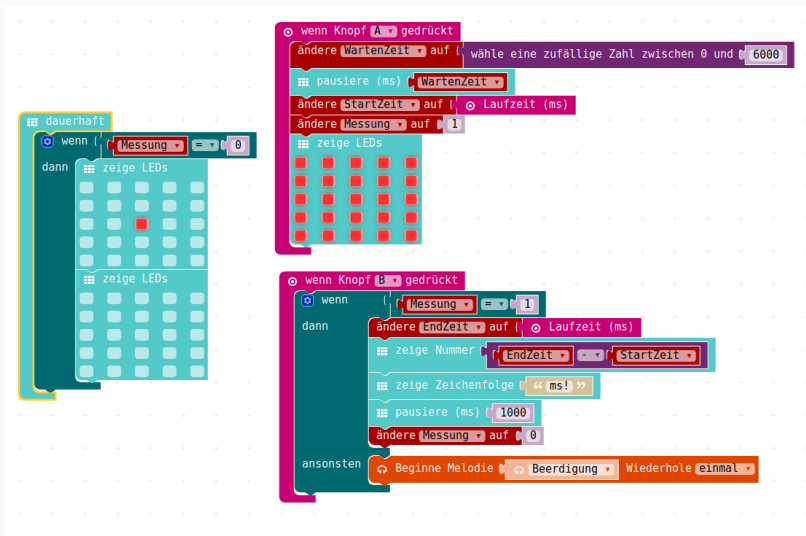 dauerhaft
wenn Messung = 0
dann zeige LEDs
zeige LEDs
wenn Knopf A gedrückt
ändere WartenZeit auf wähle eine zufällige Zahl zwischen 0 und 6000
pausiere (ms) WartenZeit
ändere StartZeit auf Laufzeit (ms)
ändere Messung auf 1
zeige LEDs
wenn Knopf B gedrückt
wenn Messung = 1
dann ändere EndZeit auf Laufzeit (ms)
zeige Nummer EndZeit - StartZeit
zeige Zeichenfolge “ ms! ”
pausiere (ms) 1000
ändere Messung auf 0
ansonsten Beginne Melodie Beerdigung Wiederhole einmal